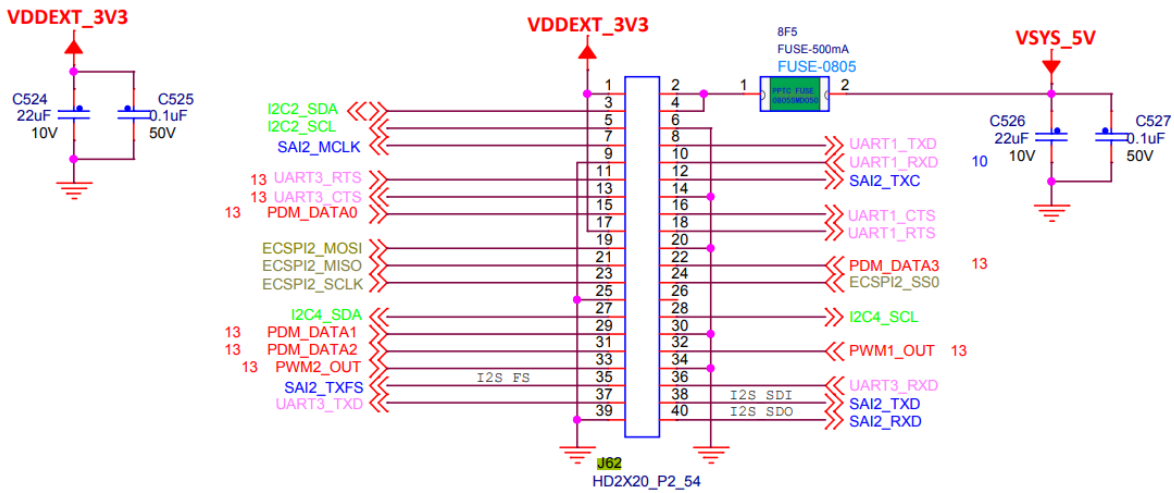 VDDEXT_3V3
VDDEXT_3V3
8F5
FUSE-500mA
FUSE-0805
VSYS_5V
C524
22uF
10V
C525
0.1uF
50V
1 2
PPTC FUSE
0805SMD050
C526
22uF
10V
C527
0.1uF
50V
1 2
I2C2_SDA 3 4
I2C2_SCL 5 6
SAI2_MCLK 7 8 UART1_TXD
9 10 UART1_RXD 10
13 UART3_RTS 11 12 SAI2_TXC
13 UART3_CTS 13 14
13 PDM_DATA0 15 16 UART1_CTS
17 18 UART1_RTS
ECSPI2_MOSI 19 20
ECSPI2_MISO 21 22 PDM_DATA3 13
ECSPI2_SCLK 23 24 ECSPI2_SS0
25 26
I2C4_SDA 27 28 I2C4_SCL
13 PDM_DATA1 29 30
13 PDM_DATA2 31 32 PWM1_OUT 13
13 PWM2_OUT 33 34
SAI2_TXFS I2S FS 35 36 UART3_RXD
UART3_TXD 37 38 I2S SDI SAI2_TXD
39 40 I2S SDO SAI2_RXD
J62
HD2X20_P2_54